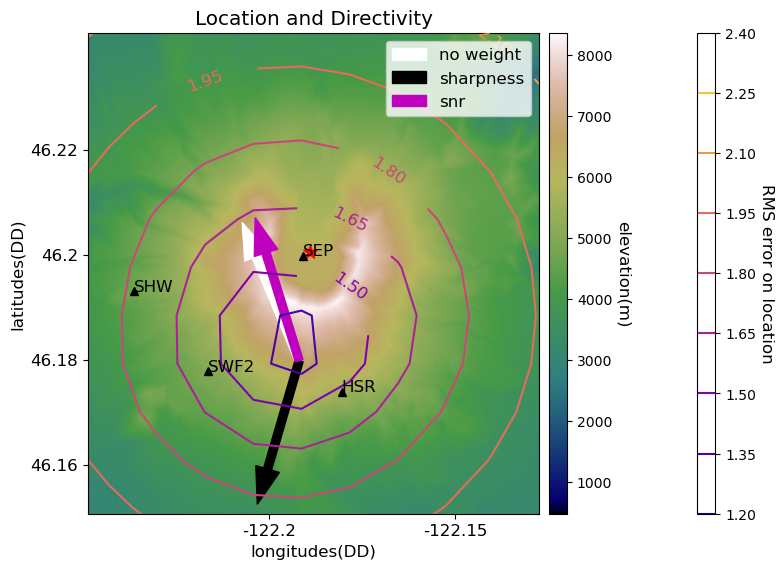 Location and Directivity
no weight
sharpness
snr
1.95
1.80
1.65
1.50
SEP
SHW
SWF2
HSR
46.22
46.2
46.18
46.16
latitudes(DD)
-122.2
-122.15
longitudes(DD)
8000
7000
6000
5000
4000
3000
2000
1000
elevation(m)
2.40
2.25
2.10
1.95
1.80
1.65
1.50
1.35
1.20
RMS error on location